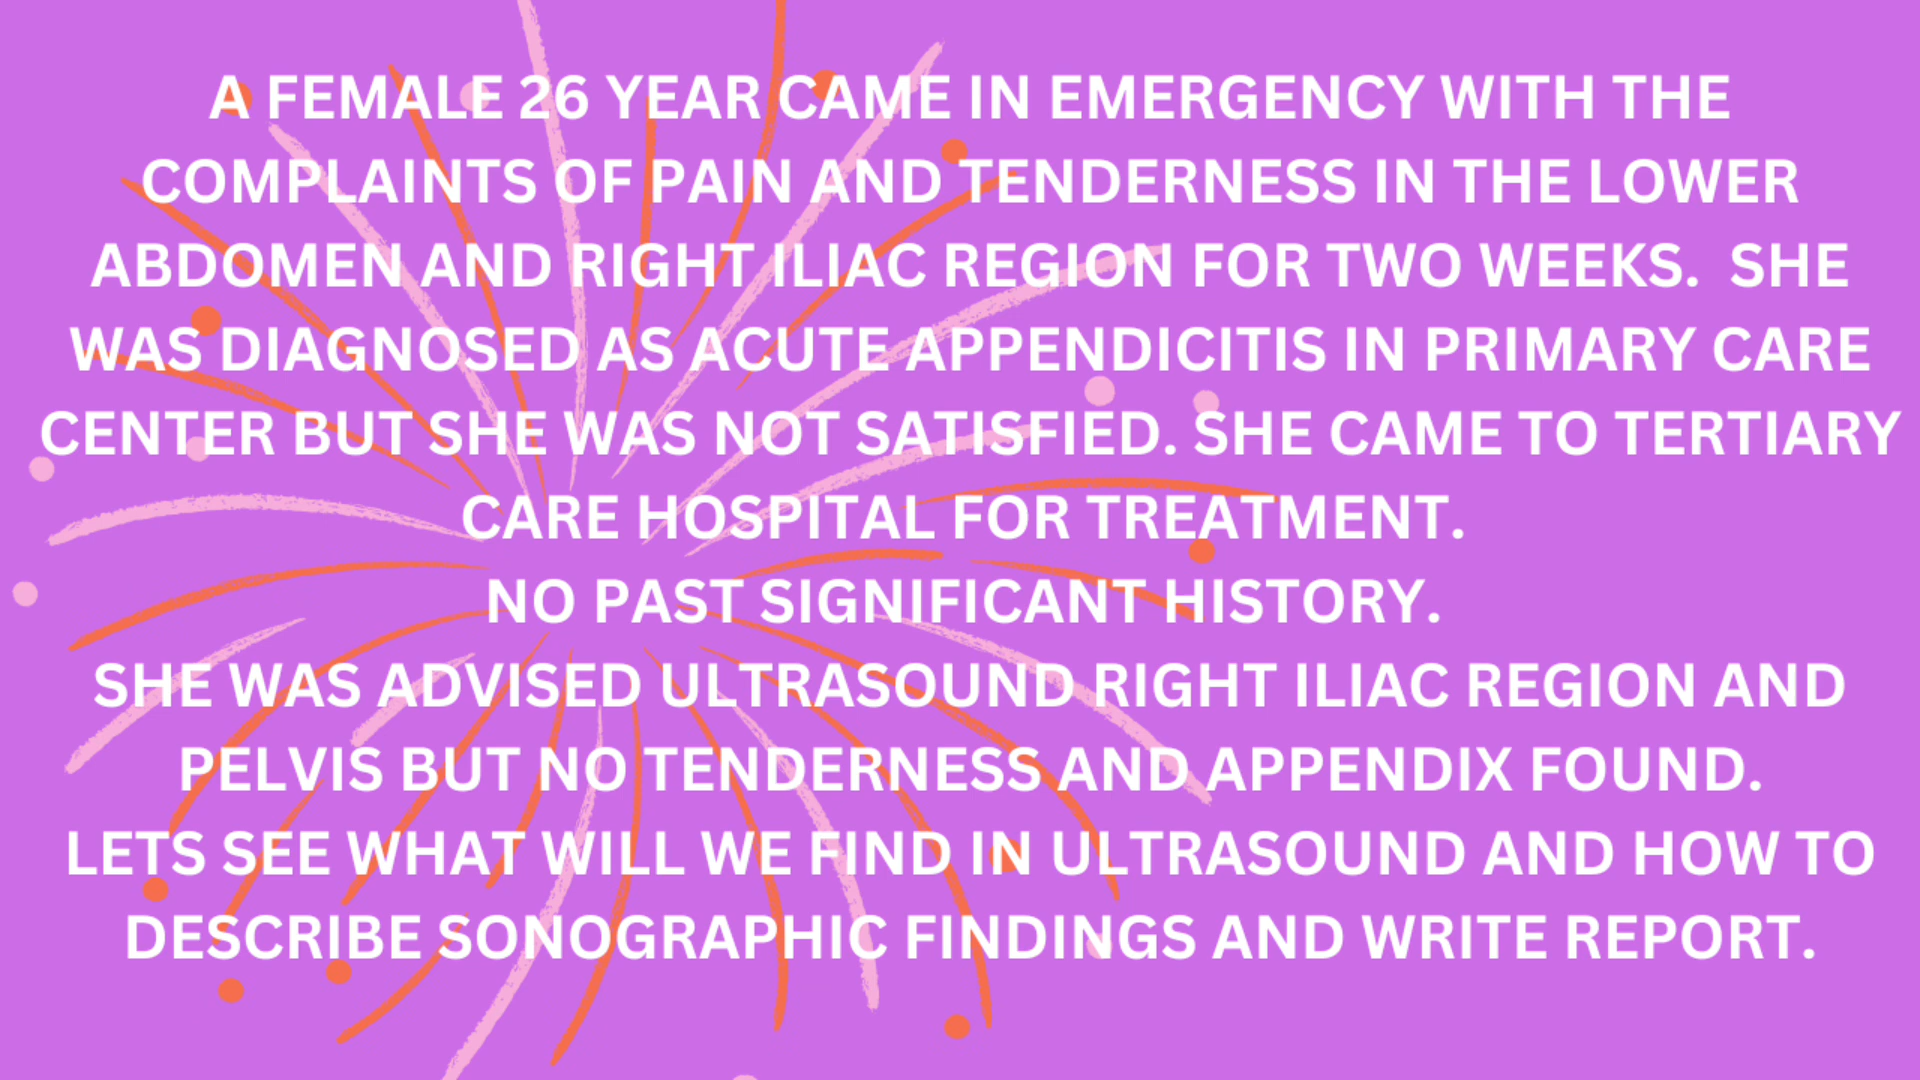 A FEMALE 26 YEAR CAME IN EMERGENCY WITH THE
COMPLAINTS OF PAIN AND TENDERNESS IN THE LOWER
ABDOMEN AND RIGHT ILIAC REGION FOR TWO WEEKS. SHE
WAS DIAGNOSED AS ACUTE APPENDICITIS IN PRIMARY CARE
CENTER BUT SHE WAS NOT SATISFIED. SHE CAME TO TERTIARY
CARE HOSPITAL FOR TREATMENT.
NO PAST SIGNIFICANT HISTORY.
SHE WAS ADVISED ULTRASOUND RIGHT ILIAC REGION AND
PELVIS BUT NO TENDERNESS AND APPENDIX FOUND.
LETS SEE WHAT WILL WE FIND IN ULTRASOUND AND HOW TO
DESCRIBE SONOGRAPHIC FINDINGS AND WRITE REPORT.